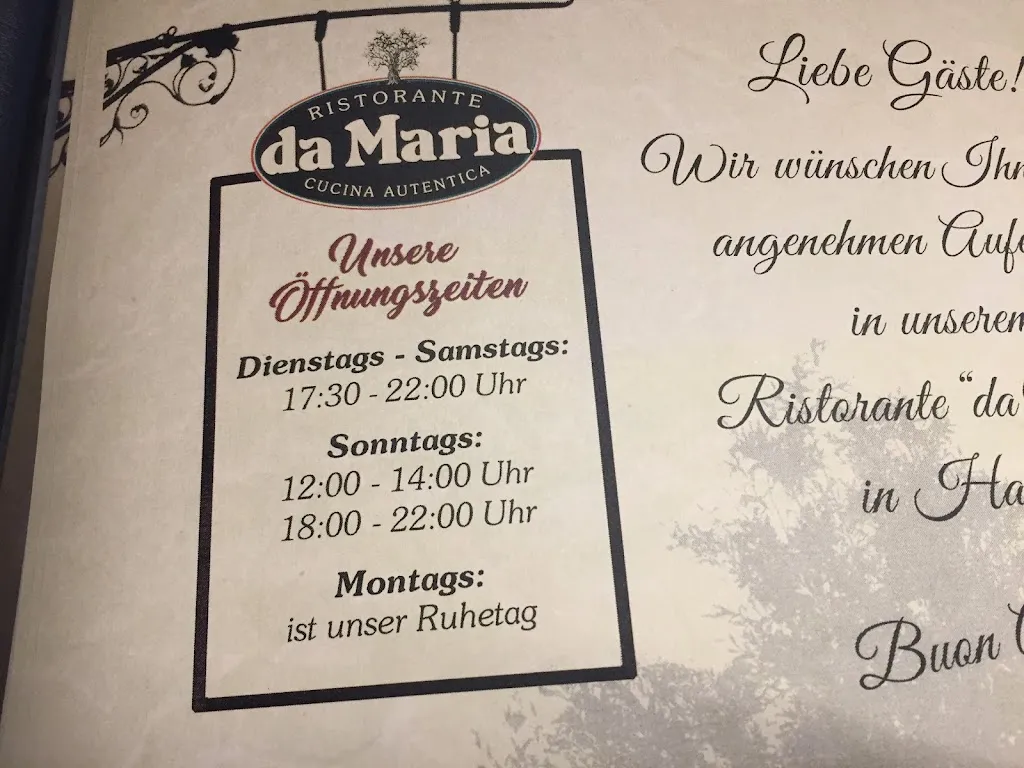 RISTORANTE
da Maria
CUCINA AUTENTICA
Unsere
Öffnungszeiten
Dienstags - Samstags:
17:30 - 22:00 Uhr
Sonntags:
12:00 - 14:00 Uhr
18:00 - 22:00 Uhr
Montags:
ist unser Ruhetag
Liebe Gäste!
Wir wünschen
angenehmen
in unserem
Ristorante "da
in
Buon